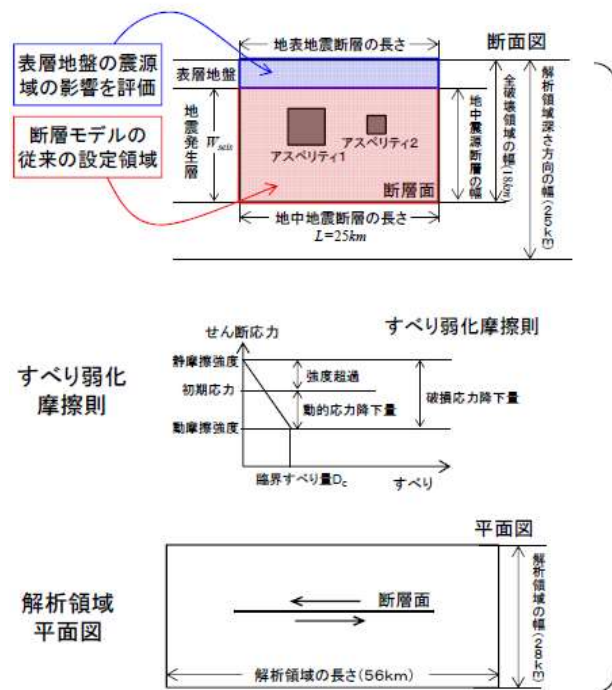 地表地震断層の長さ
断面図
表層地盤の震源
域の影響を評価
表層地盤
断層モデルの
従来の設定領域
地震発生層
Wseis
アスペリティ1
アスペリティ2
断層面
地中震源断層の幅
全破壊領域の幅(18km)
解析領域深さ方向の幅(25km)
地中地震断層の長さ
L=25km
せん断応力
すべり弱化摩擦則
すべり弱化
摩擦則
静摩擦強度
初期応力
動摩擦強度
強度超過
動的応力降下量
破損応力降下量
臨界すべり量Dc
すべり
平面図
解析領域
平面図
断層面
解析領域の幅(28km)
解析領域の長さ(56km)